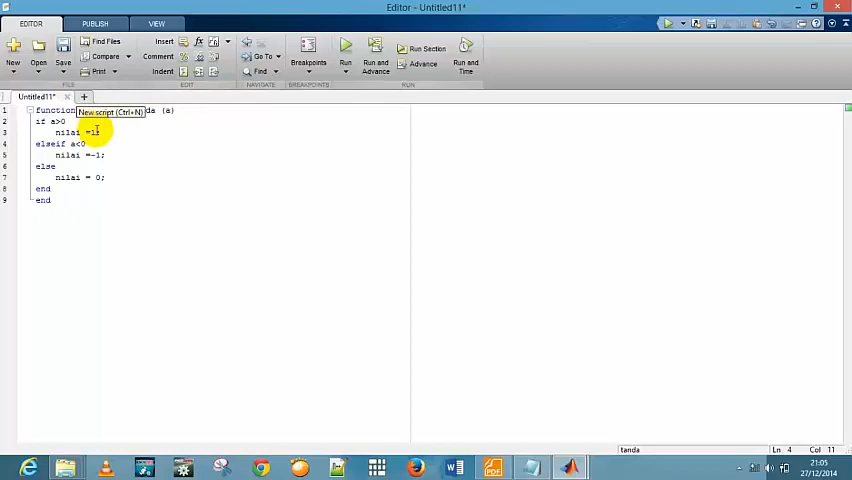 Editor - Untitled11*
EDITOR PUBLISH VIEW
New Open Save
Find Files
Compare
Print
Insert
Comment
Indent
Go To
Find
Breakpoints
Run
Run and Advance
Run Section
Advance
Run and Time
FILE EDIT NAVIGATE BREAKPOINTS RUN
Untitled11*
New script (Ctrl+N)
1 function da (a)
2 if a>0
3 nilai =1;
4 elseif a<0
5 nilai =-1;
6 else
7 nilai = 0;
8 end
9 end
tanda Ln 4 Col 11
PDF
21:05
27/12/2014